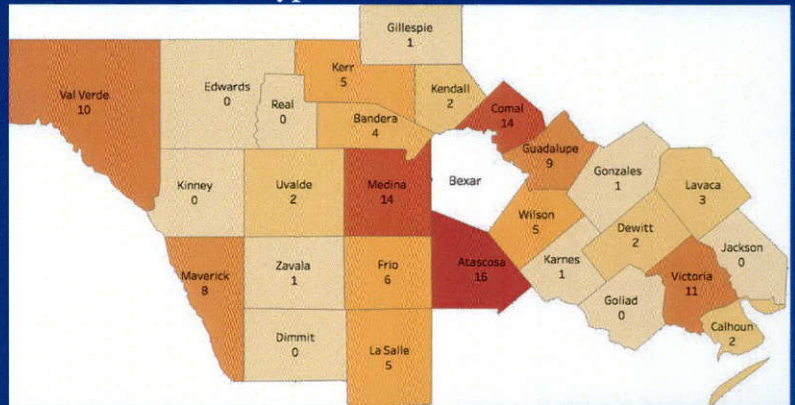 Gillespie
1
Val Verde
10
Edwards
0
Real
0
Kerr
5
Kendall
2
Bandera
4
Comal
14
Guadalupe
9
Kinney
0
Uvalde
2
Medina
14
Bexar
Gonzales
1
Lavaca
3
Wilson
5
Dewitt
2
Jackson
0
Maverick
8
Zavala
1
Frio
6
Atascosa
16
Karnes
1
Goliad
0
Victoria
11
Calhoun
2
Dimmit
0
La Salle
5